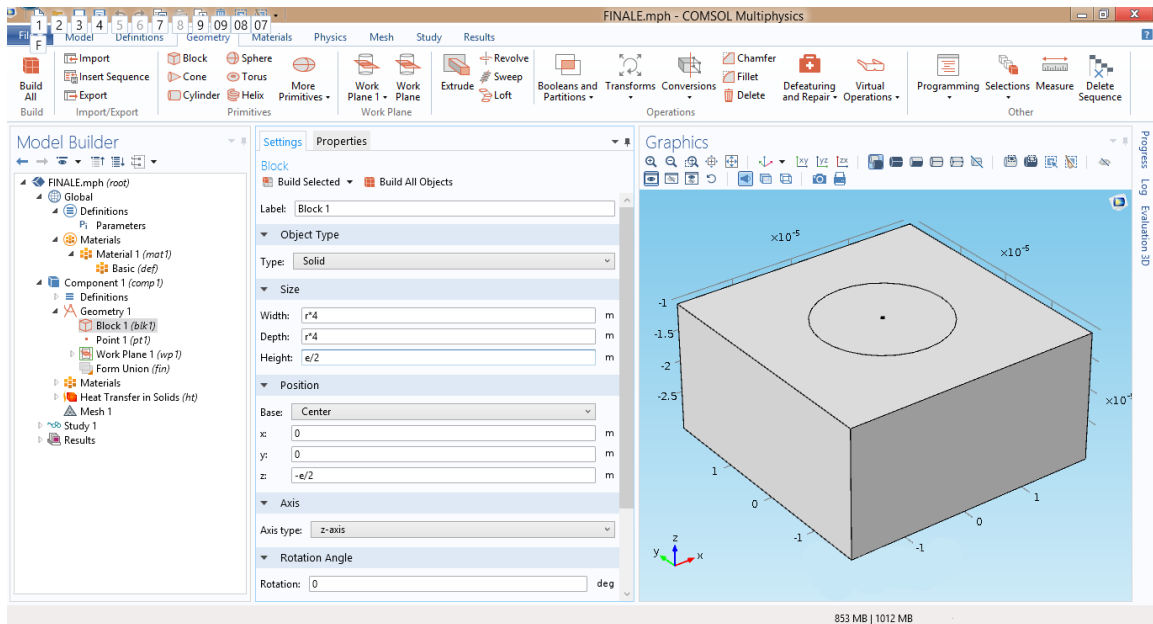 FINALE.mph - COMSOL Multiphysics
1 2 3 4 5 6 7 8 9 09 08 07
F
Model Definitions Geometry Materials Physics Mesh Study Results
Import Block Sphere Revolve Chamfer
Insert Sequence Cone Torus Sweep Fillet
Export Cylinder Helix Loft Delete
Build All
More Primitives
Work Plane 1
Work Plane
Extrude
Booleans and Partitions
Transforms
Conversions
Defeaturing and Repair
Virtual Operations
Programming
Selections
Measure
Delete Sequence
Build Import/Export Primitives Work Plane Operations Other
Model Builder
FINALE.mph (root)
Global
Definitions
Pi Parameters
Materials
Material 1 (mat1)
Basic (def)
Component 1 (comp1)
Definitions
Geometry 1
Block 1 (blk1)
Point 1 (pt1)
Work Plane 1 (wp1)
Form Union (fin)
Materials
Heat Transfer in Solids (ht)
Mesh 1
Study 1
Results
Settings Properties
Block
Build Selected Build All Objects
Label: Block 1
Object Type
Type: Solid
Size
Width: r*4 m
Depth: r*4 m
Height: e/2 m
Position
Base: Center
x: 0 m
y: 0 m
z: -e/2 m
Axis
Axis type: z-axis
Rotation Angle
Rotation: 0 deg
Graphics
xy yz zx
×10-5
×10-5
-1
-1.5
-2
-2.5
×10
1
0
-1
1
0
-1
z
y x
Progress Log Evaluation 3D
853 MB | 1012 MB